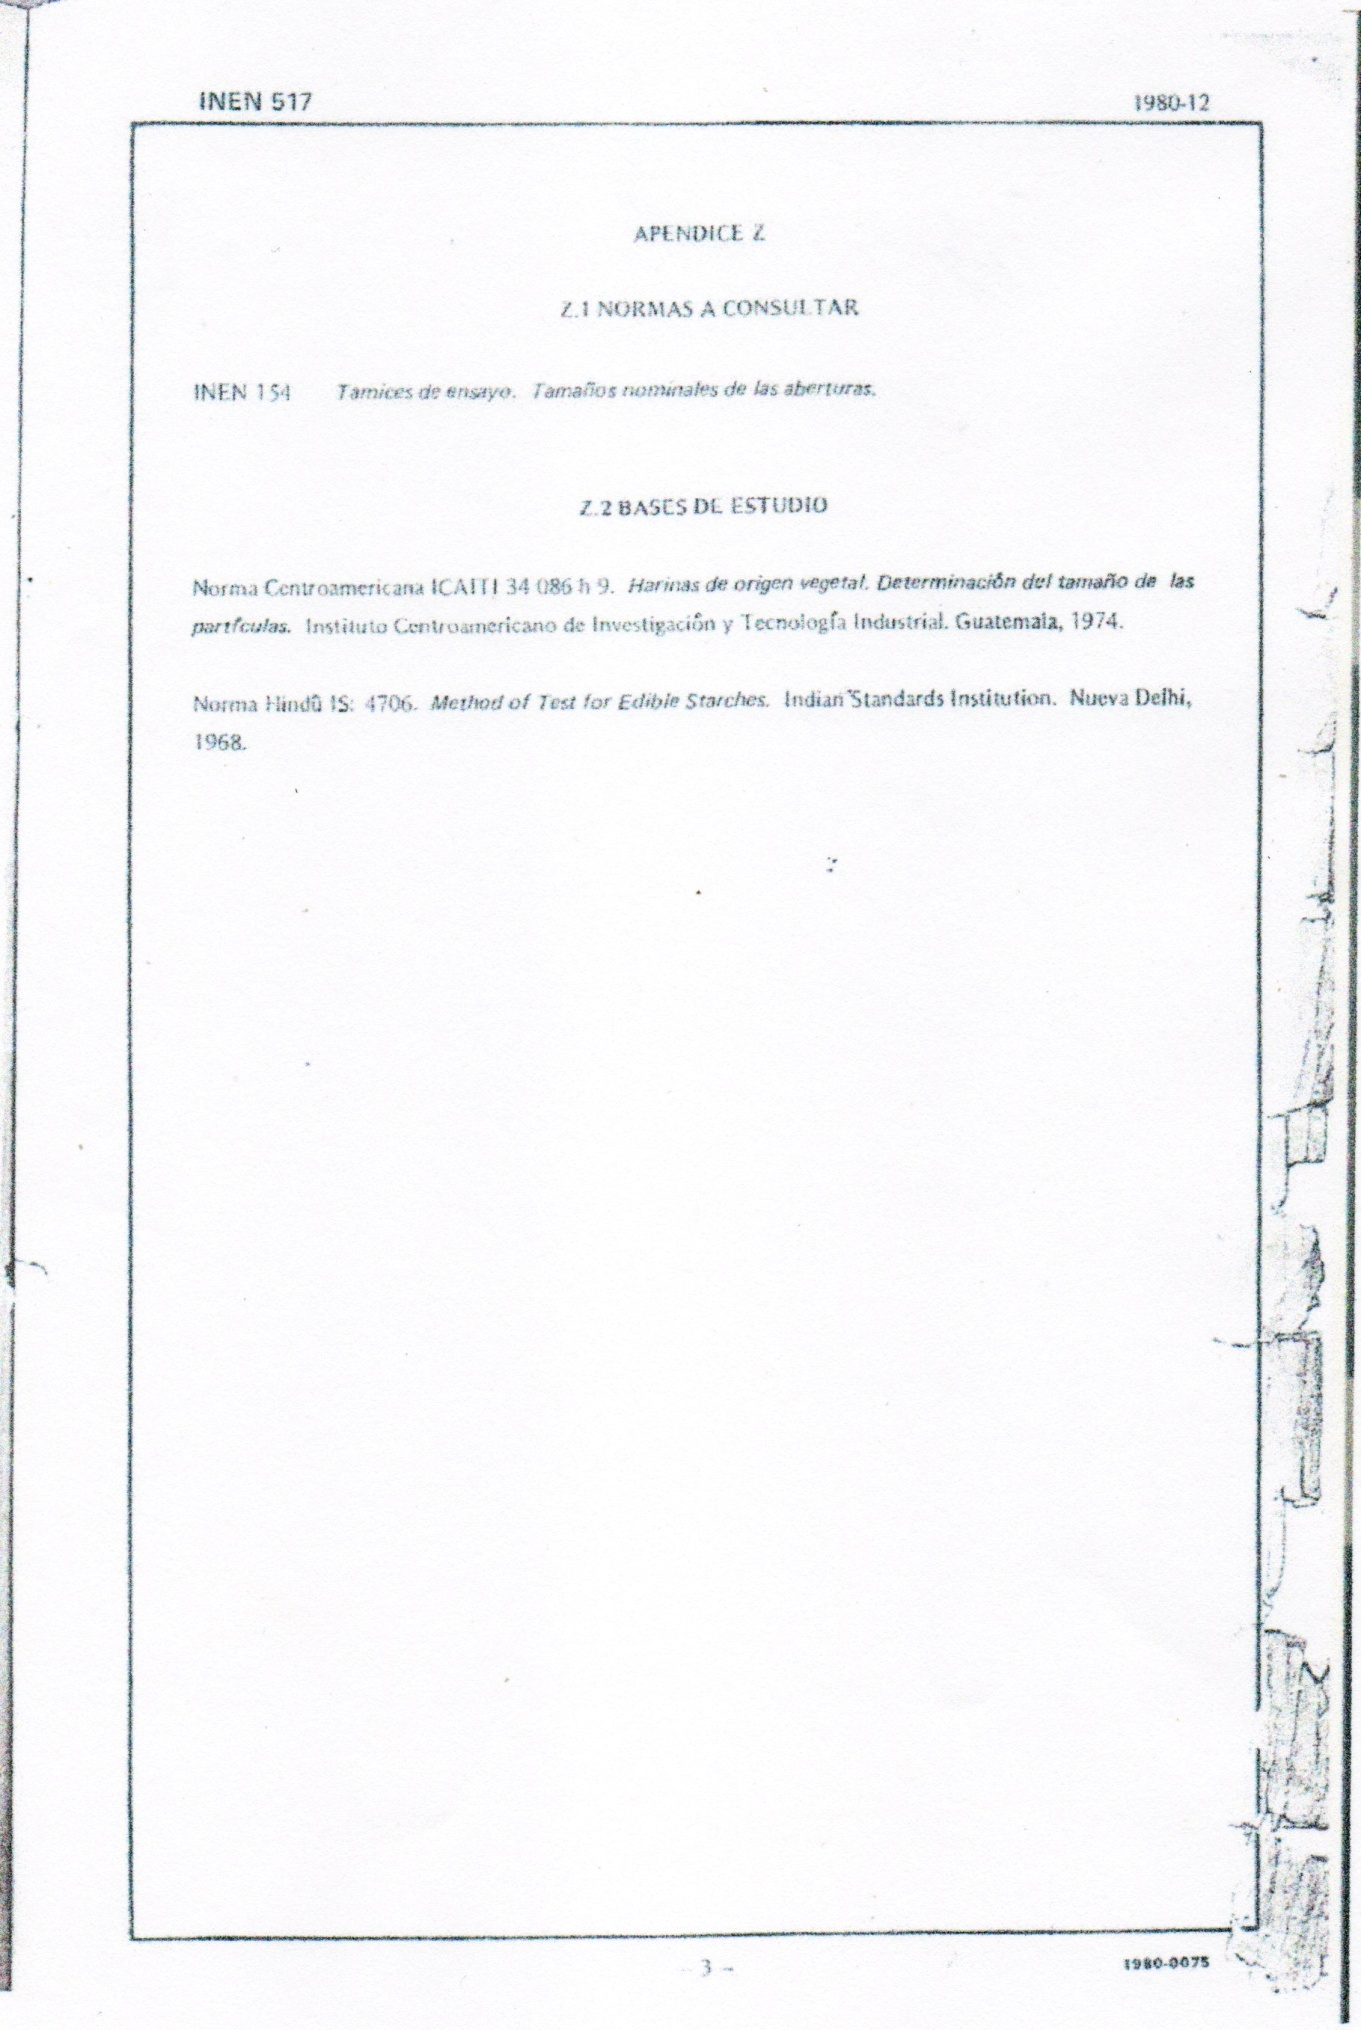 INEN 517 1980-12
APENDICE Z
Z.1 NORMAS A CONSULTAR
INEN 154 Tamices de ensayo. Tamaños nominales de las aberturas.
Z.2 BASES DE ESTUDIO
Norma Centroamericana ICAITI 34 086 h 9. Harinas de origen vegetal. Determinación del tamaño de las
partículas. Instituto Centroamericano de Investigación y Tecnología Industrial. Guatemala, 1974.
Norma Hindú IS: 4706. Method of Test for Edible Starches. Indian Standards Institution. Nueva Delhi,
1968.
- 3 - 1980-0075